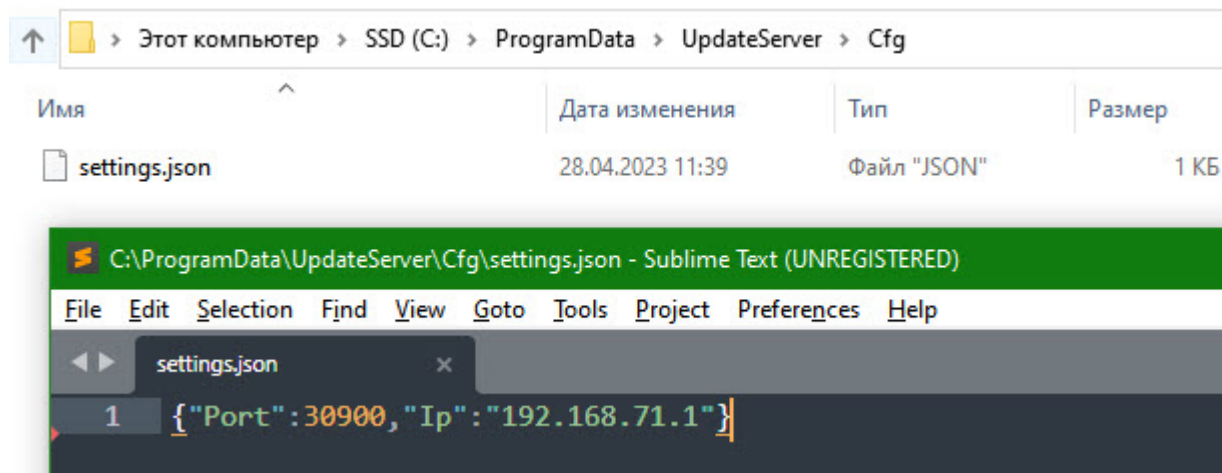 Этот компьютер > SSD (C:) > ProgramData > UpdateServer > Cfg
Имя Дата изменения Тип Размер
settings.json 28.04.2023 11:39 Файл "JSON" 1 КБ
C:\ProgramData\UpdateServer\Cfg\settings.json - Sublime Text (UNREGISTERED)
File Edit Selection Find View Goto Tools Project Preferences Help
settings.json ×
1 {"Port":30900,"Ip":"192.168.71.1"}